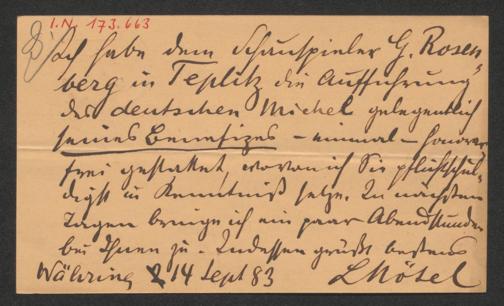 I.N. 173.663
Ich habe dem Schauspieler G. Rosen„
berg in Teplitz die Aufführung
des deutschen Michel gelegentlich
seines Benefizes – einmal – honorar
frei gestattet, wovon ich Sie pflichtschul„
digst in Kenntniß setze. In nächsten
Tagen bringe ich ein paar Abendstunden
bei Ihnen zu. Indessen grüßt bestens
Währing 14 Sept 83 LRösel